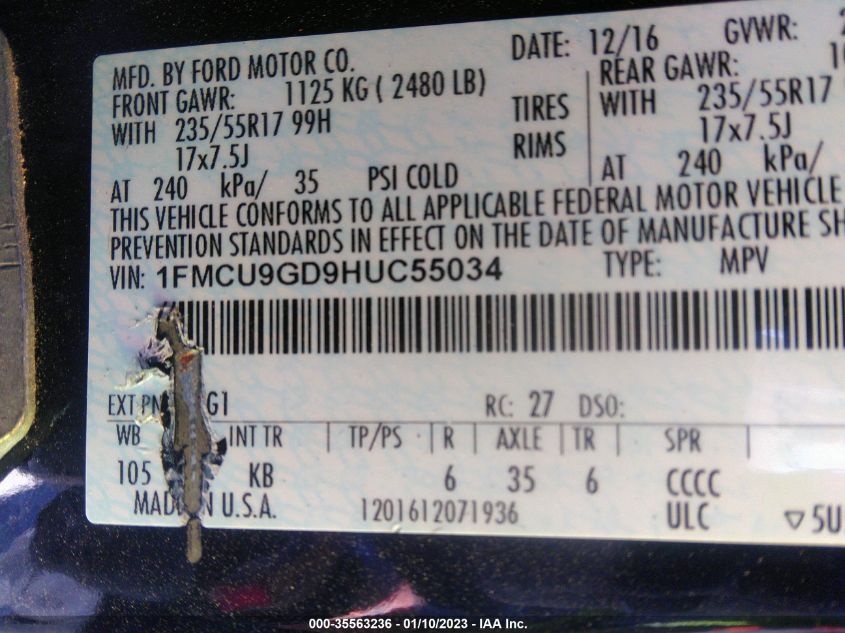 MFD. BY FORD MOTOR CO.
DATE: 12/16 GVWR:
FRONT GAWR: 1125 KG ( 2480 LB)
REAR GAWR:
WITH 235/55R17 99H TIRES WITH 235/55R17
17x7.5J RIMS 17x7.5J
AT 240 kPa/ 35 PSI COLD AT 240 kPa/
THIS VEHICLE CONFORMS TO ALL APPLICABLE FEDERAL MOTOR VEHICLE
PREVENTION STANDARDS IN EFFECT ON THE DATE OF MANUFACTURE SH
VIN: 1FMCU9GD9HUC55034 TYPE: MPV
EXT PN G1 RC: 27 DSO:
WB INT TR TP/PS R AXLE TR SPR
105 KB 6 35 6 CCCC
MADE IN U.S.A. 1201612071936 ULC ▽5U
000-35563236 - 01/10/2023 - IAA Inc.